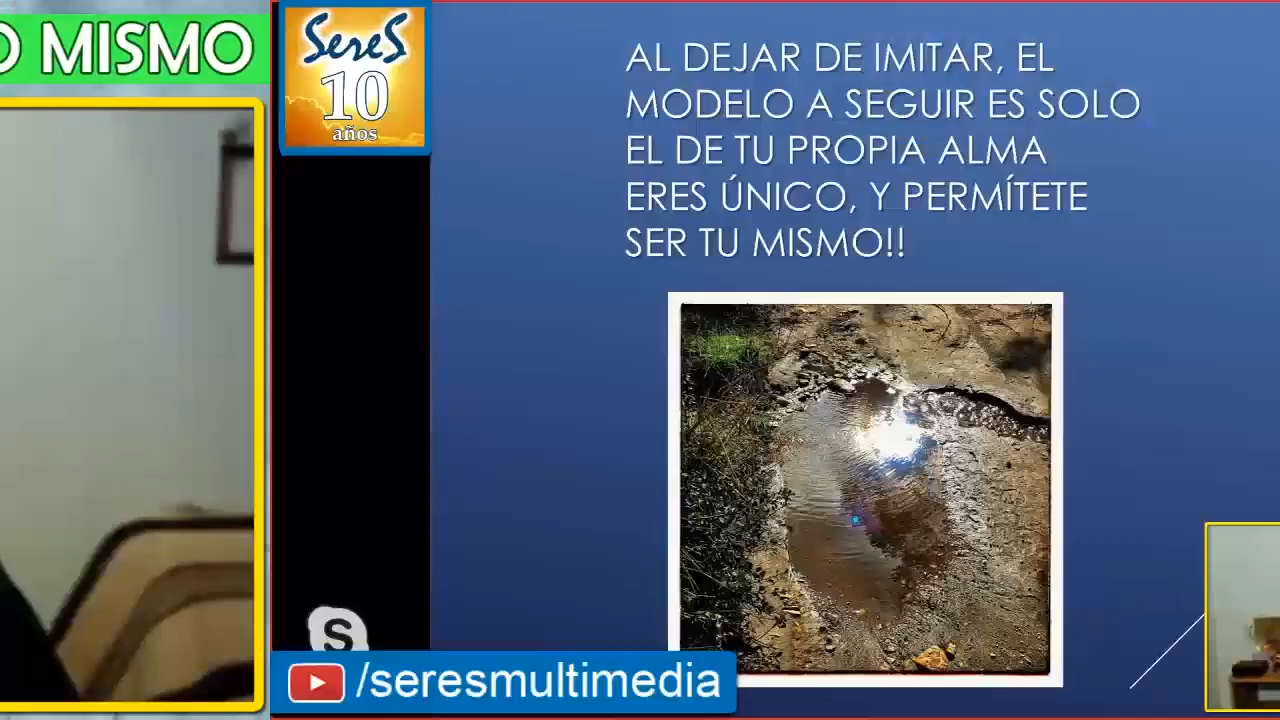 O MISMO
SereS
10
años
AL DEJAR DE IMITAR, EL
MODELO A SEGUIR ES SOLO
EL DE TU PROPIA ALMA
ERES ÚNICO, Y PERMÍTETE
SER TU MISMO!!
S
/seresmultimedia